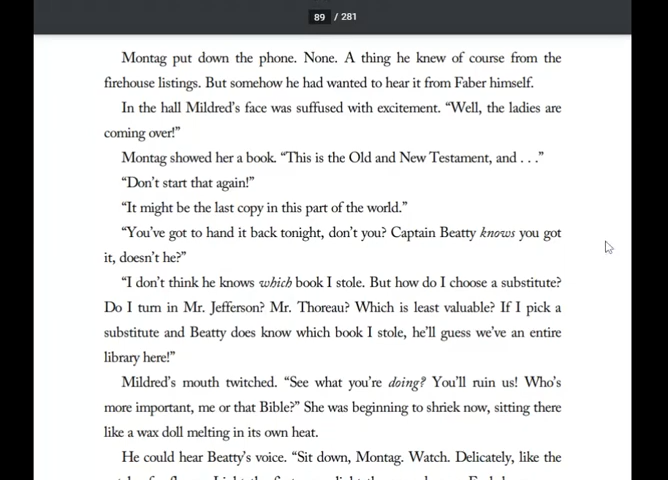 89 / 281
Montag put down the phone. None. A thing he knew of course from the
firehouse listings. But somehow he had wanted to hear it from Faber himself.
In the hall Mildred’s face was suffused with excitement. “Well, the ladies are
coming over!”
Montag showed her a book. “This is the Old and New Testament, and . . .”
“Don’t start that again!”
“It might be the last copy in this part of the world.”
“You’ve got to hand it back tonight, don’t you? Captain Beatty knows you got
it, doesn’t he?”
“I don’t think he knows which book I stole. But how do I choose a substitute?
Do I turn in Mr. Jefferson? Mr. Thoreau? Which is least valuable? If I pick a
substitute and Beatty does know which book I stole, he’ll guess we’ve an entire
library here!”
Mildred’s mouth twitched. “See what you’re doing? You’ll ruin us! Who’s
more important, me or that Bible?” She was beginning to shriek now, sitting there
like a wax doll melting in its own heat.
He could hear Beatty’s voice. “Sit down, Montag. Watch. Delicately, like the